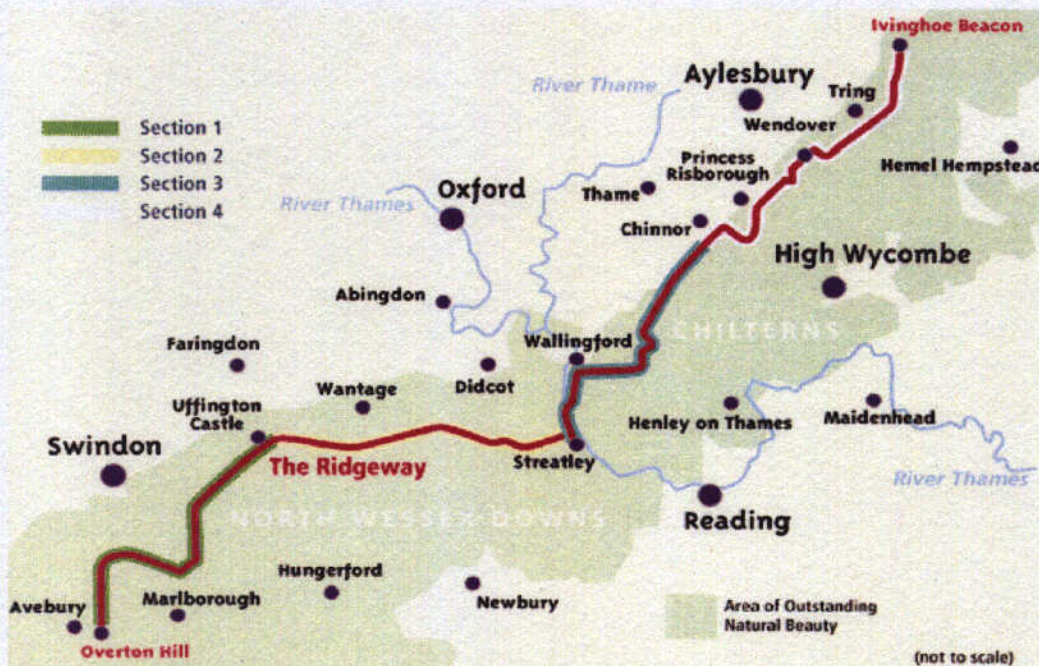 Ivinghoe Beacon
River Thame
Aylesbury
Tring
Wendover
Section 1
Section 2
Section 3
Section 4
Hemel Hempstead
Princess
Risborough
Thame
Oxford
River Thames
Chinnor
High Wycombe
Abingdon
CHILTERNS
Wallingford
Faringdon
Didcot
Wantage
Uffington
Castle
Henley on Thames
Maidenhead
Swindon
The Ridgeway
Streatley
River Thames
NORTH WESSEX DOWNS
Reading
Hungerford
Newbury
Avebury
Marlborough
Area of Outstanding
Natural Beauty
Overton Hill
(not to scale)